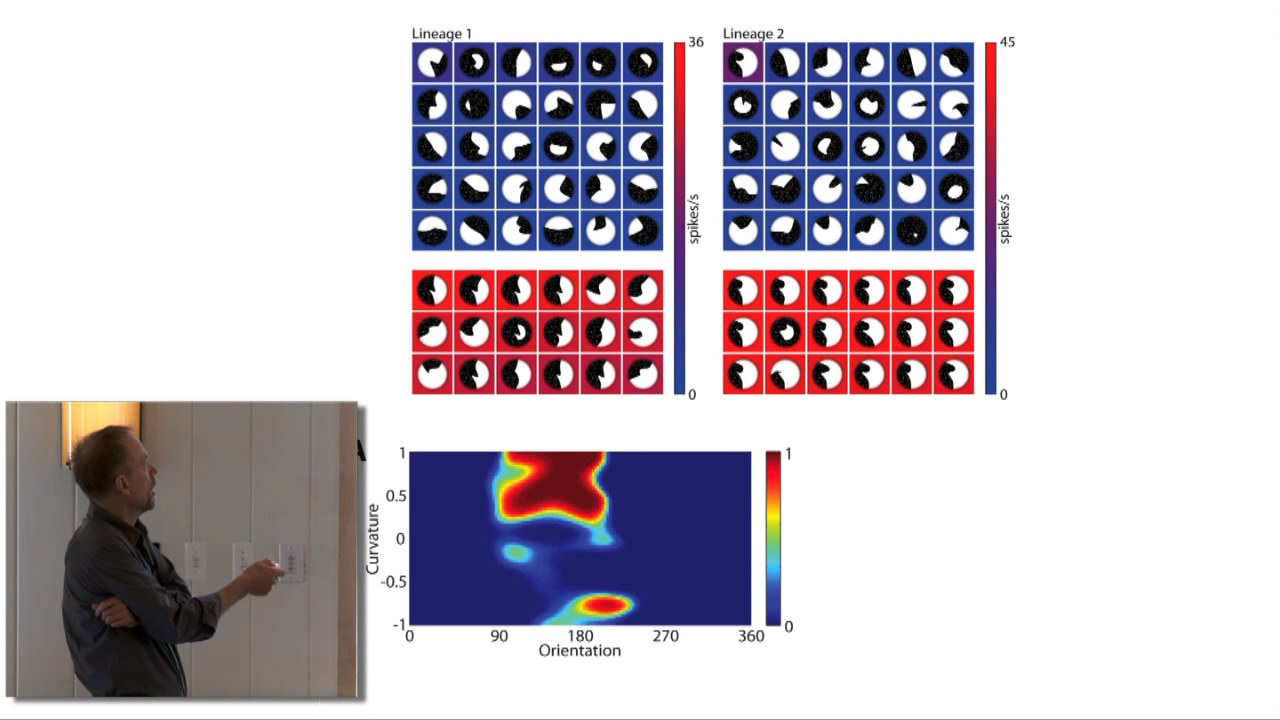 Lineage 1
36
spikes/s
0
Lineage 2
45
spikes/s
0
A
1
0.5
0
-0.5
-1
Curvature
0
90
180
270
360
Orientation
1
0